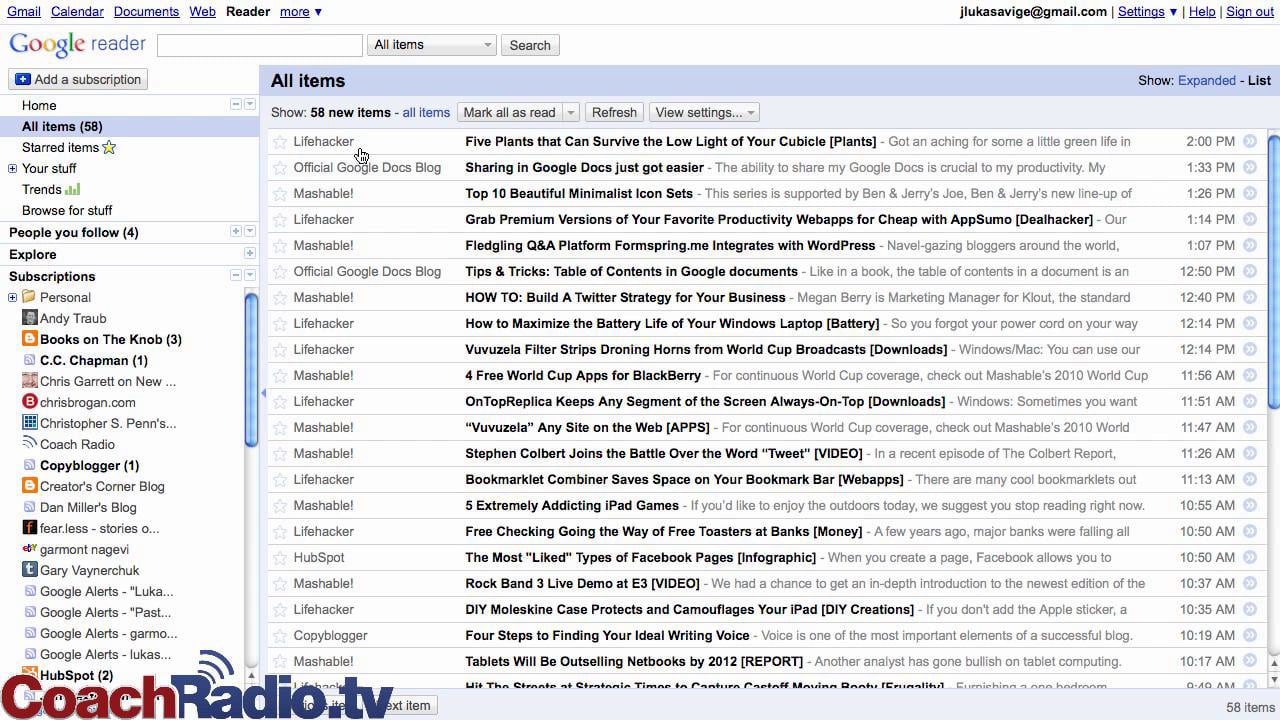 Gmail Calendar Documents Web Reader more ▼ jlukasavige@gmail.com | Settings ▼ | Help | Sign out
Google reader All items Search
Add a subscription
Home
All items (58)
Starred items
Your stuff
Trends
Browse for stuff
People you follow (4)
Explore
Subscriptions
Personal
Andy Traub
Books on The Knob (3)
C.C. Chapman (1)
Chris Garrett on New ...
chrisbrogan.com
Christopher S. Penn's...
Coach Radio
Copyblogger (1)
Creator's Corner Blog
Dan Miller's Blog
fear.less - stories o...
garmont nagevi
Gary Vaynerchuk
Google Alerts - "Luka...
Google Alerts - "Past...
Google Alerts - garmo...
Google Alerts - lukas...
HubSpot (2)
All items Show: Expanded - List
Show: 58 new items - all items Mark all as read Refresh View settings...
Lifehacker Five Plants that Can Survive the Low Light of Your Cubicle [Plants] - Got an aching for some a little green life in 2:00 PM
Official Google Docs Blog Sharing in Google Docs just got easier - The ability to share my Google Docs is crucial to my productivity. My 1:33 PM
Mashable! Top 10 Beautiful Minimalist Icon Sets - This series is supported by Ben & Jerry's Joe, Ben & Jerry's new line-up of 1:26 PM
Lifehacker Grab Premium Versions of Your Favorite Productivity Webapps for Cheap with AppSumo [Dealhacker] - Our 1:14 PM
Mashable! Fledgling Q&A Platform Formspring.me Integrates with WordPress - Navel-gazing bloggers around the world, 1:07 PM
Official Google Docs Blog Tips & Tricks: Table of Contents in Google documents - Like in a book, the table of contents in a document is an 12:50 PM
Mashable! HOW TO: Build A Twitter Strategy for Your Business - Megan Berry is Marketing Manager for Klout, the standard 12:40 PM
Lifehacker How to Maximize the Battery Life of Your Windows Laptop [Battery] - So you forgot your power cord on your way 12:14 PM
Lifehacker Vuvuzela Filter Strips Droning Horns from World Cup Broadcasts [Downloads] - Windows/Mac: You can use our 12:14 PM
Mashable! 4 Free World Cup Apps for BlackBerry - For continuous World Cup coverage, check out Mashable's 2010 World Cup 11:56 AM
Lifehacker OnTopReplica Keeps Any Segment of the Screen Always-On-Top [Downloads] - Windows: Sometimes you want 11:51 AM
Mashable! “Vuvuzela” Any Site on the Web [APPS] - For continuous World Cup coverage, check out Mashable's 2010 World 11:47 AM
Mashable! Stephen Colbert Joins the Battle Over the Word “Tweet” [VIDEO] - In a recent episode of The Colbert Report, 11:26 AM
Lifehacker Bookmarklet Combiner Saves Space on Your Bookmark Bar [Webapps] - There are many cool bookmarklets out 11:13 AM
Mashable! 5 Extremely Addicting iPad Games - If you'd like to enjoy the outdoors today, we suggest you stop reading right now. 10:55 AM
Lifehacker Free Checking Going the Way of Free Toasters at Banks [Money] - A few years ago, major banks were falling all 10:50 AM
HubSpot The Most "Liked" Types of Facebook Pages [Infographic] - When you create a page, Facebook allows you to 10:50 AM
Mashable! Rock Band 3 Live Demo at E3 [VIDEO] - We had a chance to get an in-depth introduction to the newest edition of the 10:37 AM
Lifehacker DIY Moleskine Case Protects and Camouflages Your iPad [DIY Creations] - If you don't add the Apple sticker, a 10:35 AM
Copyblogger Four Steps to Finding Your Ideal Writing Voice - Voice is one of the most important elements of a successful blog. 10:19 AM
Mashable! Tablets Will Be Outselling Netbooks by 2012 [REPORT] - Another analyst has gone bullish on tablet computing. 10:17 AM
Lifehacker Hit The Streets at Strategic Times to 9:49 AM
item 58 items
CoachRadio.tv